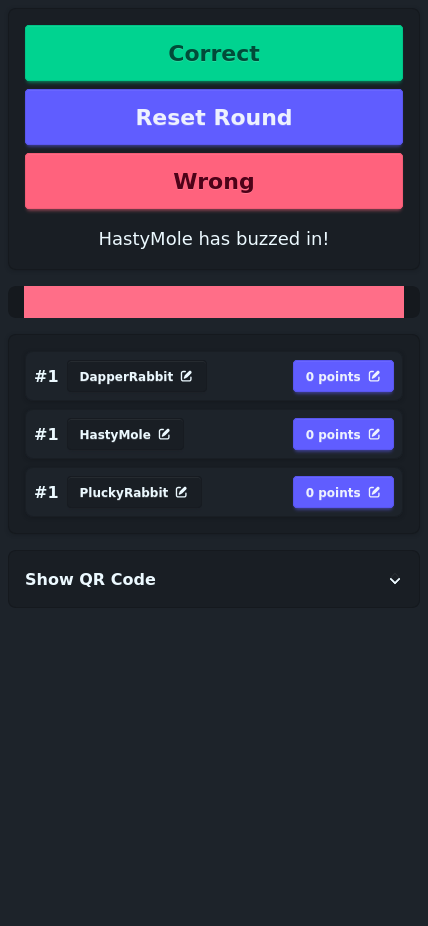 Correct
Reset Round
Wrong
HastyMole has buzzed in!
#1 DapperRabbit 0 points
#1 HastyMole 0 points
#1 PluckyRabbit 0 points
Show QR Code